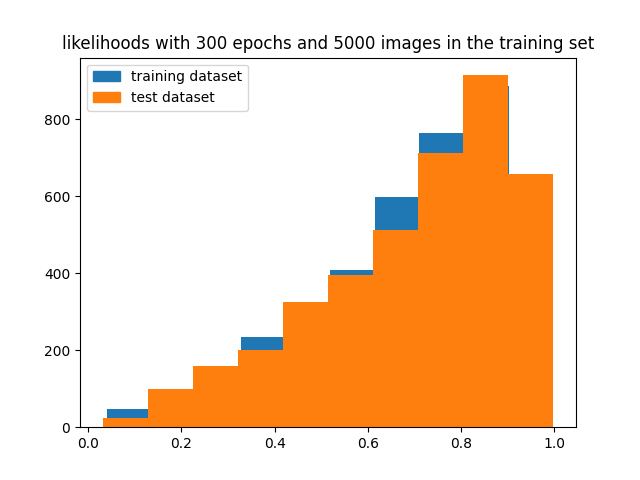 likelihoods with 300 epochs and 5000 images in the training set
training dataset
test dataset
800
600
400
200
0
0.0 0.2 0.4 0.6 0.8 1.0